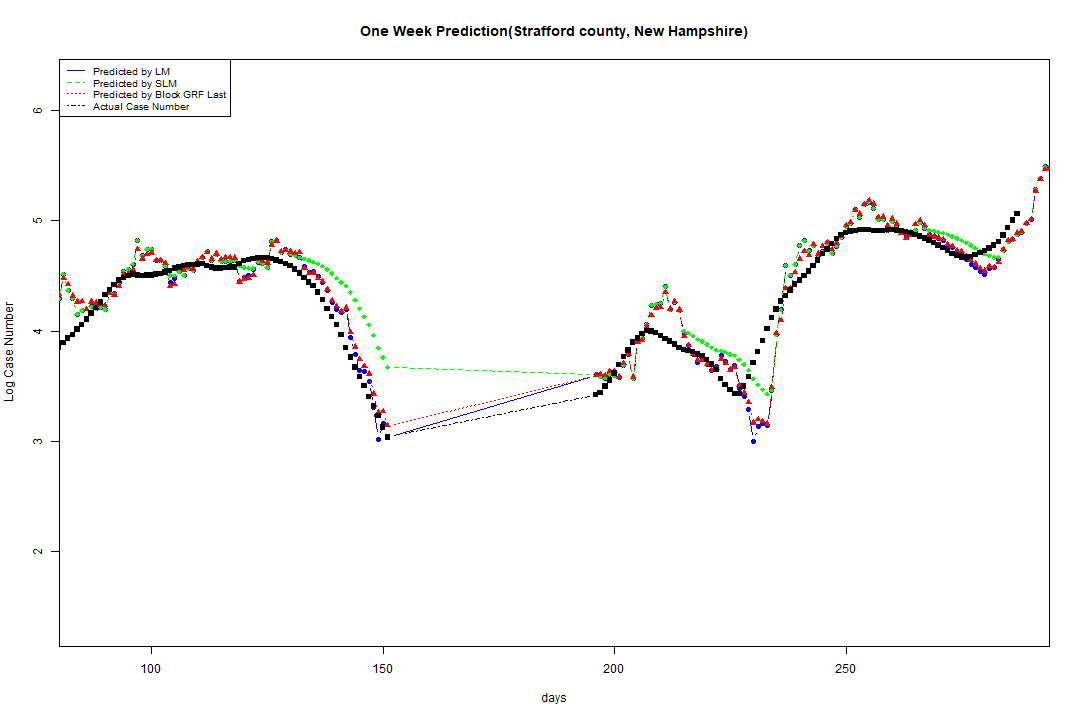 One Week Prediction(Strafford county, New Hampshire)
Predicted by LM
Predicted by SLM
Predicted by Block GRF Last
Actual Case Number
6
5
4
3
2
Log Case Number
100
150
200
250
days